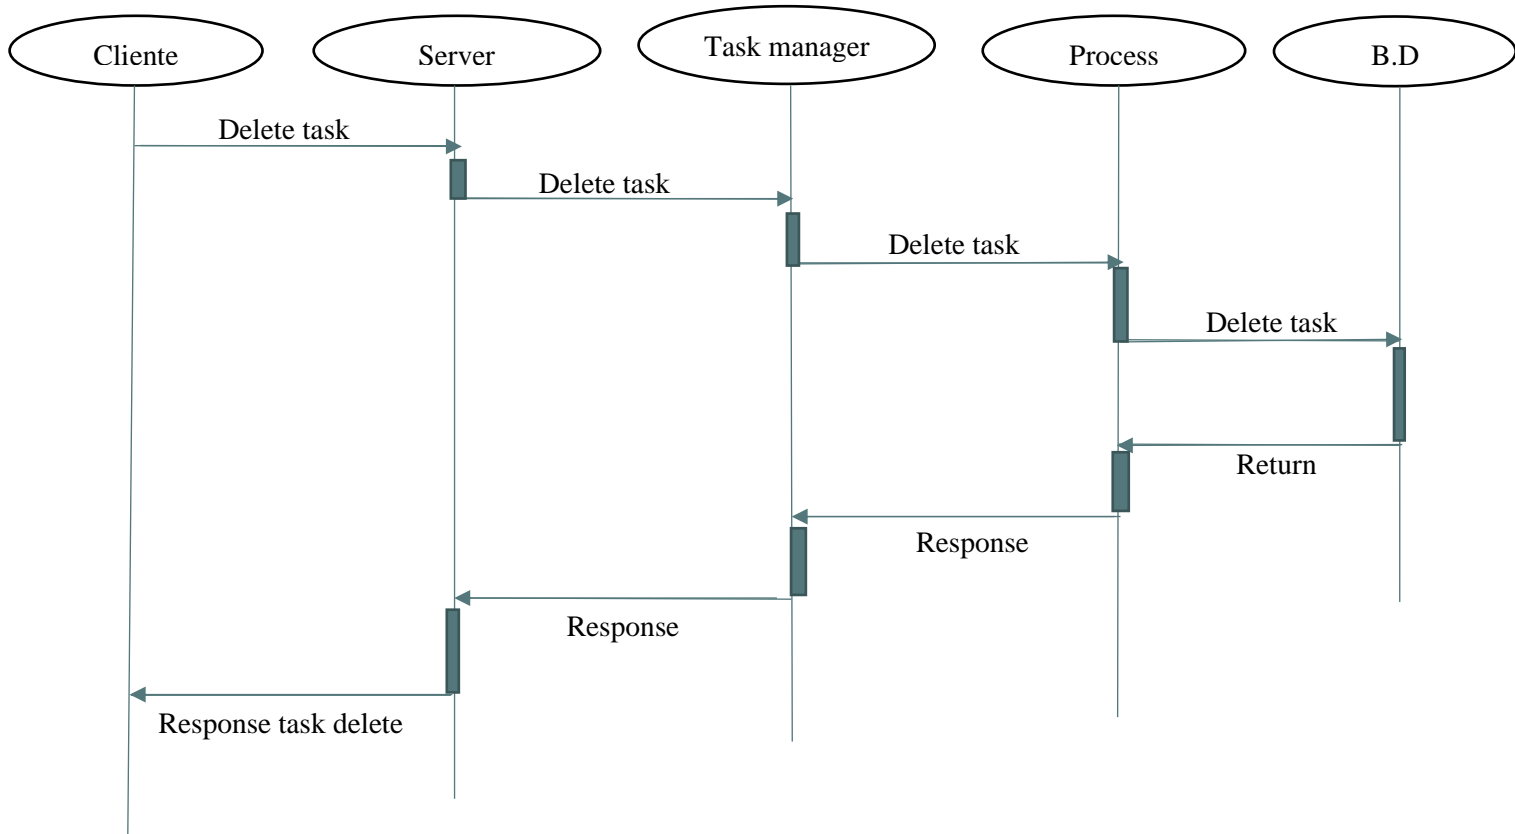 Cliente
Server
Task manager
Process
B.D
Delete task
Delete task
Delete task
Delete task
Return
Response
Response
Response task delete